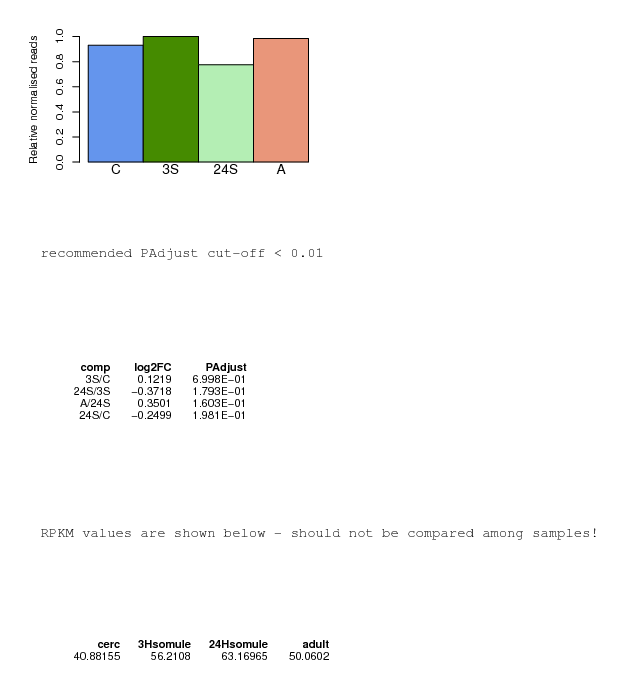 Relative normalised reads
1.0
0.8
0.6
0.4
0.2
0.0
C 3S 24S A
recommended PAdjust cut-off < 0.01
comp log2FC PAdjust
3S/C 0.1219 6.998E−01
24S/3S −0.3718 1.793E−01
A/24S 0.3501 1.603E−01
24S/C −0.2499 1.981E−01
RPKM values are shown below - should not be compared among samples!
cerc 3Hsomule 24Hsomule adult
40.88155 56.2108 63.16965 50.0602